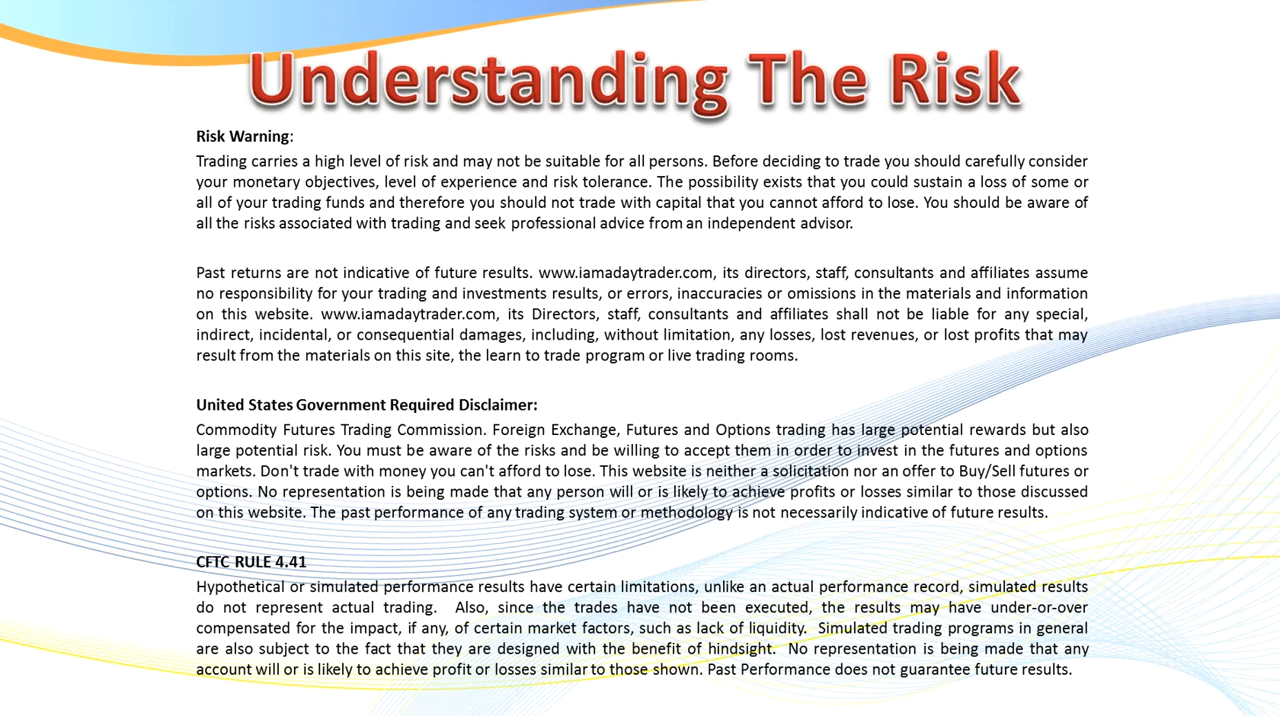 Understanding The Risk
Risk Warning:
Trading carries a high level of risk and may not be suitable for all persons. Before deciding to trade you should carefully consider
your monetary objectives, level of experience and risk tolerance. The possibility exists that you could sustain a loss of some or
all of your trading funds and therefore you should not trade with capital that you cannot afford to lose. You should be aware of
all the risks associated with trading and seek professional advice from an independent advisor.
Past returns are not indicative of future results. www.iamadaytrader.com, its directors, staff, consultants and affiliates assume
no responsibility for your trading and investments results, or errors, inaccuracies or omissions in the materials and information
on this website. www.iamadaytrader.com, its Directors, staff, consultants and affiliates shall not be liable for any special,
indirect, incidental, or consequential damages, including, without limitation, any losses, lost revenues, or lost profits that may
result from the materials on this site, the learn to trade program or live trading rooms.
United States Government Required Disclaimer:
Commodity Futures Trading Commission. Foreign Exchange, Futures and Options trading has large potential rewards but also
large potential risk. You must be aware of the risks and be willing to accept them in order to invest in the futures and options
markets. Don't trade with money you can't afford to lose. This website is neither a solicitation nor an offer to Buy/Sell futures or
options. No representation is being made that any person will or is likely to achieve profits or losses similar to those discussed
on this website. The past performance of any trading system or methodology is not necessarily indicative of future results.
CFTC RULE 4.41
Hypothetical or simulated performance results have certain limitations, unlike an actual performance record, simulated results
do not represent actual trading. Also, since the trades have not been executed, the results may have under-or-over
compensated for the impact, if any, of certain market factors, such as lack of liquidity. Simulated trading programs in general
are also subject to the fact that they are designed with the benefit of hindsight. No representation is being made that any
account will or is likely to achieve profit or losses similar to those shown. Past Performance does not guarantee future results.